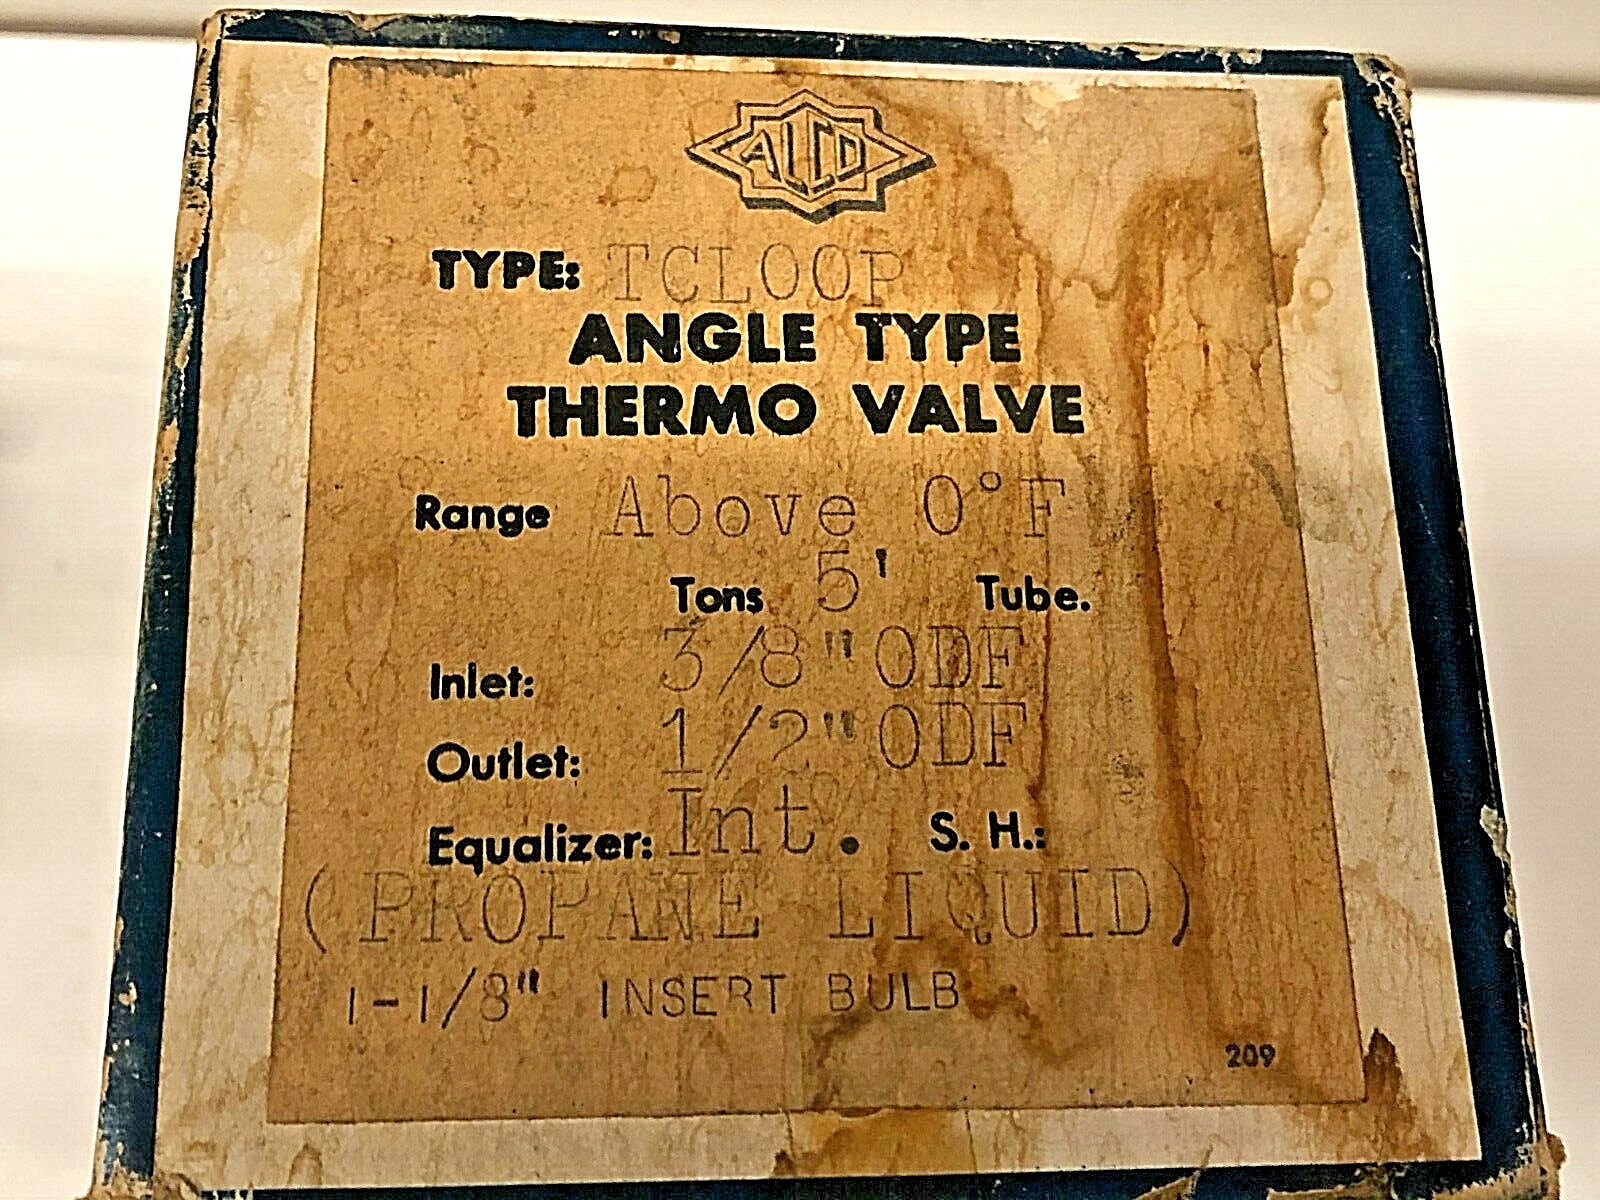 ALCO
TYPE: TCLOOP
ANGLE TYPE
THERMO VALVE
Range Above 0°F
Tons 5' Tube.
Inlet: 3/8" ODF
Outlet: 1/2" ODF
Equalizer: Int. S. H.:
(PROPANE LIQUID)
1-1/8" INSERT BULB
209